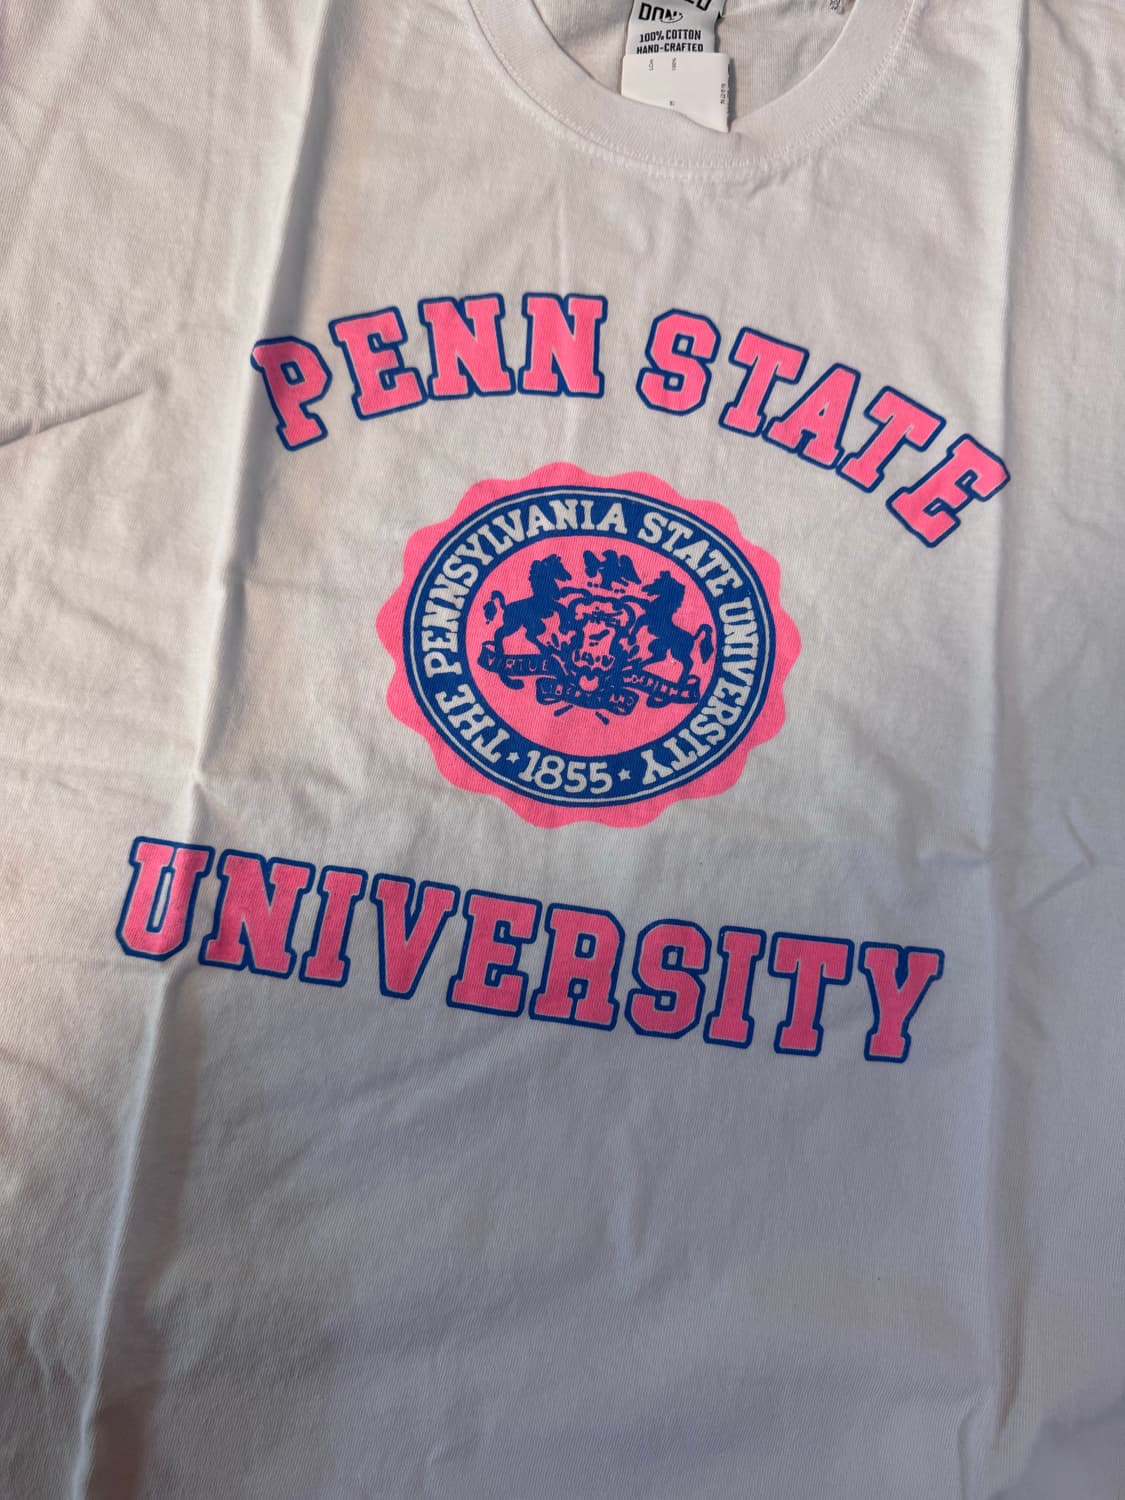 100% COTTON
HAND-CRAFTED
PENN STATE
THE PENNSYLVANIA STATE UNIVERSITY
VIRTUE
1855
UNIVERSITY